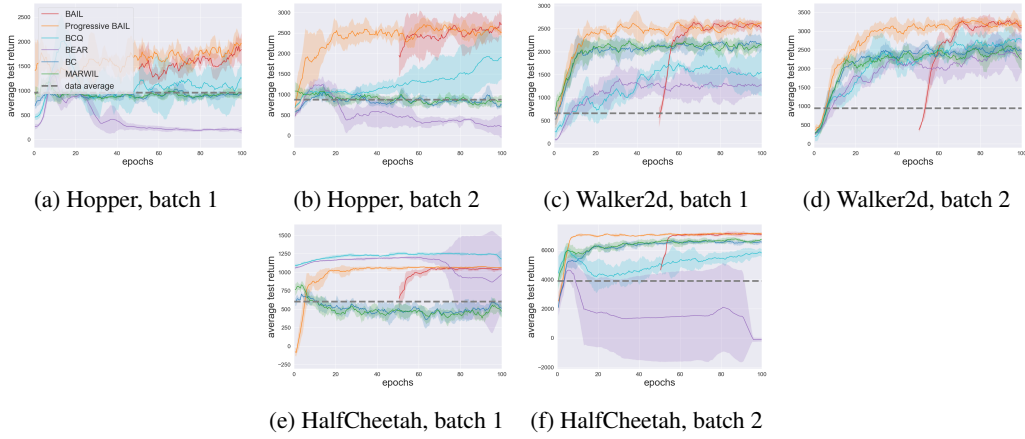 BAIL
Progressive BAIL
BCQ
BEAR
BC
MARWIL
data average
average test return
2500
2000
1500
1000
500
0
0 20 40 60 80 100
epochs
(a) Hopper, batch 1
average test return
3000
2500
2000
1500
1000
500
0
0 20 40 60 80 100
epochs
(b) Hopper, batch 2
average test return
3000
2500
2000
1500
1000
500
0
0 20 40 60 80 100
epochs
(c) Walker2d, batch 1
average test return
3500
3000
2500
2000
1500
1000
500
0
0 20 40 60 80 100
epochs
(d) Walker2d, batch 2
average test return
1500
1250
1000
750
500
250
0
-250
0 20 40 60 80 100
epochs
(e) HalfCheetah, batch 1
average test return
6000
4000
2000
0
-2000
0 20 40 60 80 100
epochs
(f) HalfCheetah, batch 2